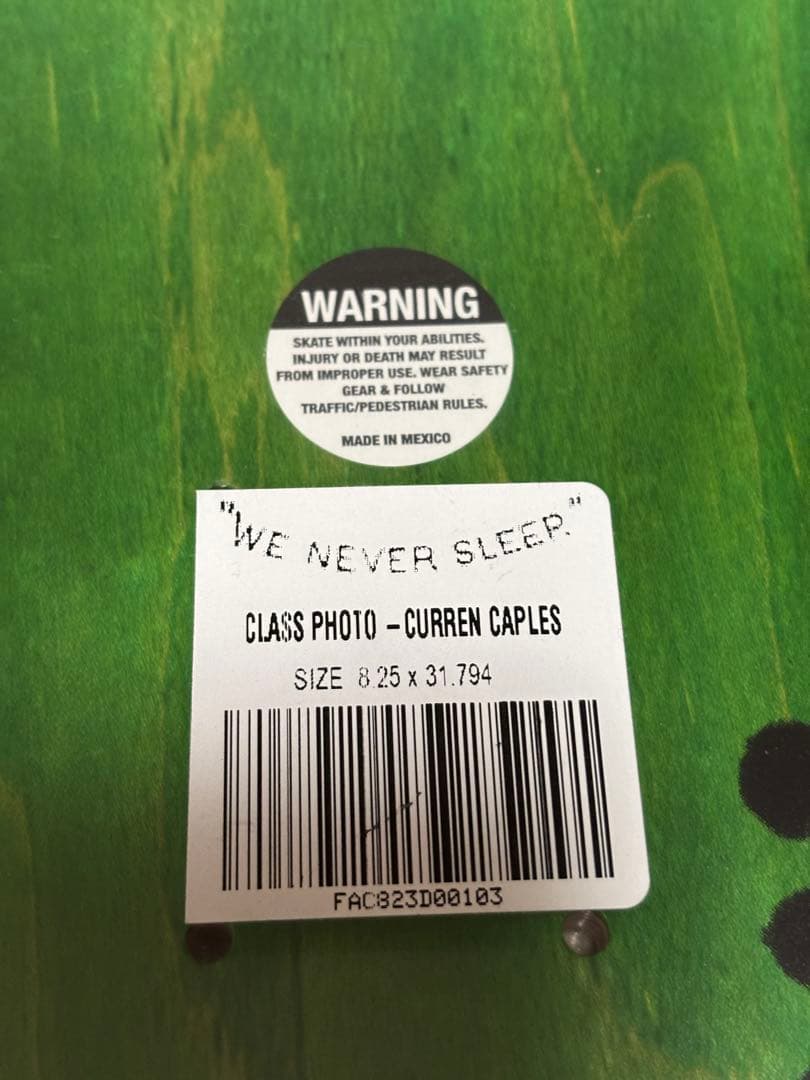 WARNING
SKATE WITHIN YOUR ABILITIES.
INJURY OR DEATH MAY RESULT
FROM IMPROPER USE. WEAR SAFETY
GEAR & FOLLOW
TRAFFIC/PEDESTRIAN RULES.
MADE IN MEXICO
"WE NEVER SLEEP"
CLASS PHOTO – CURREN CAPLES
SIZE 8.25 x 31.794
FAC823D00103